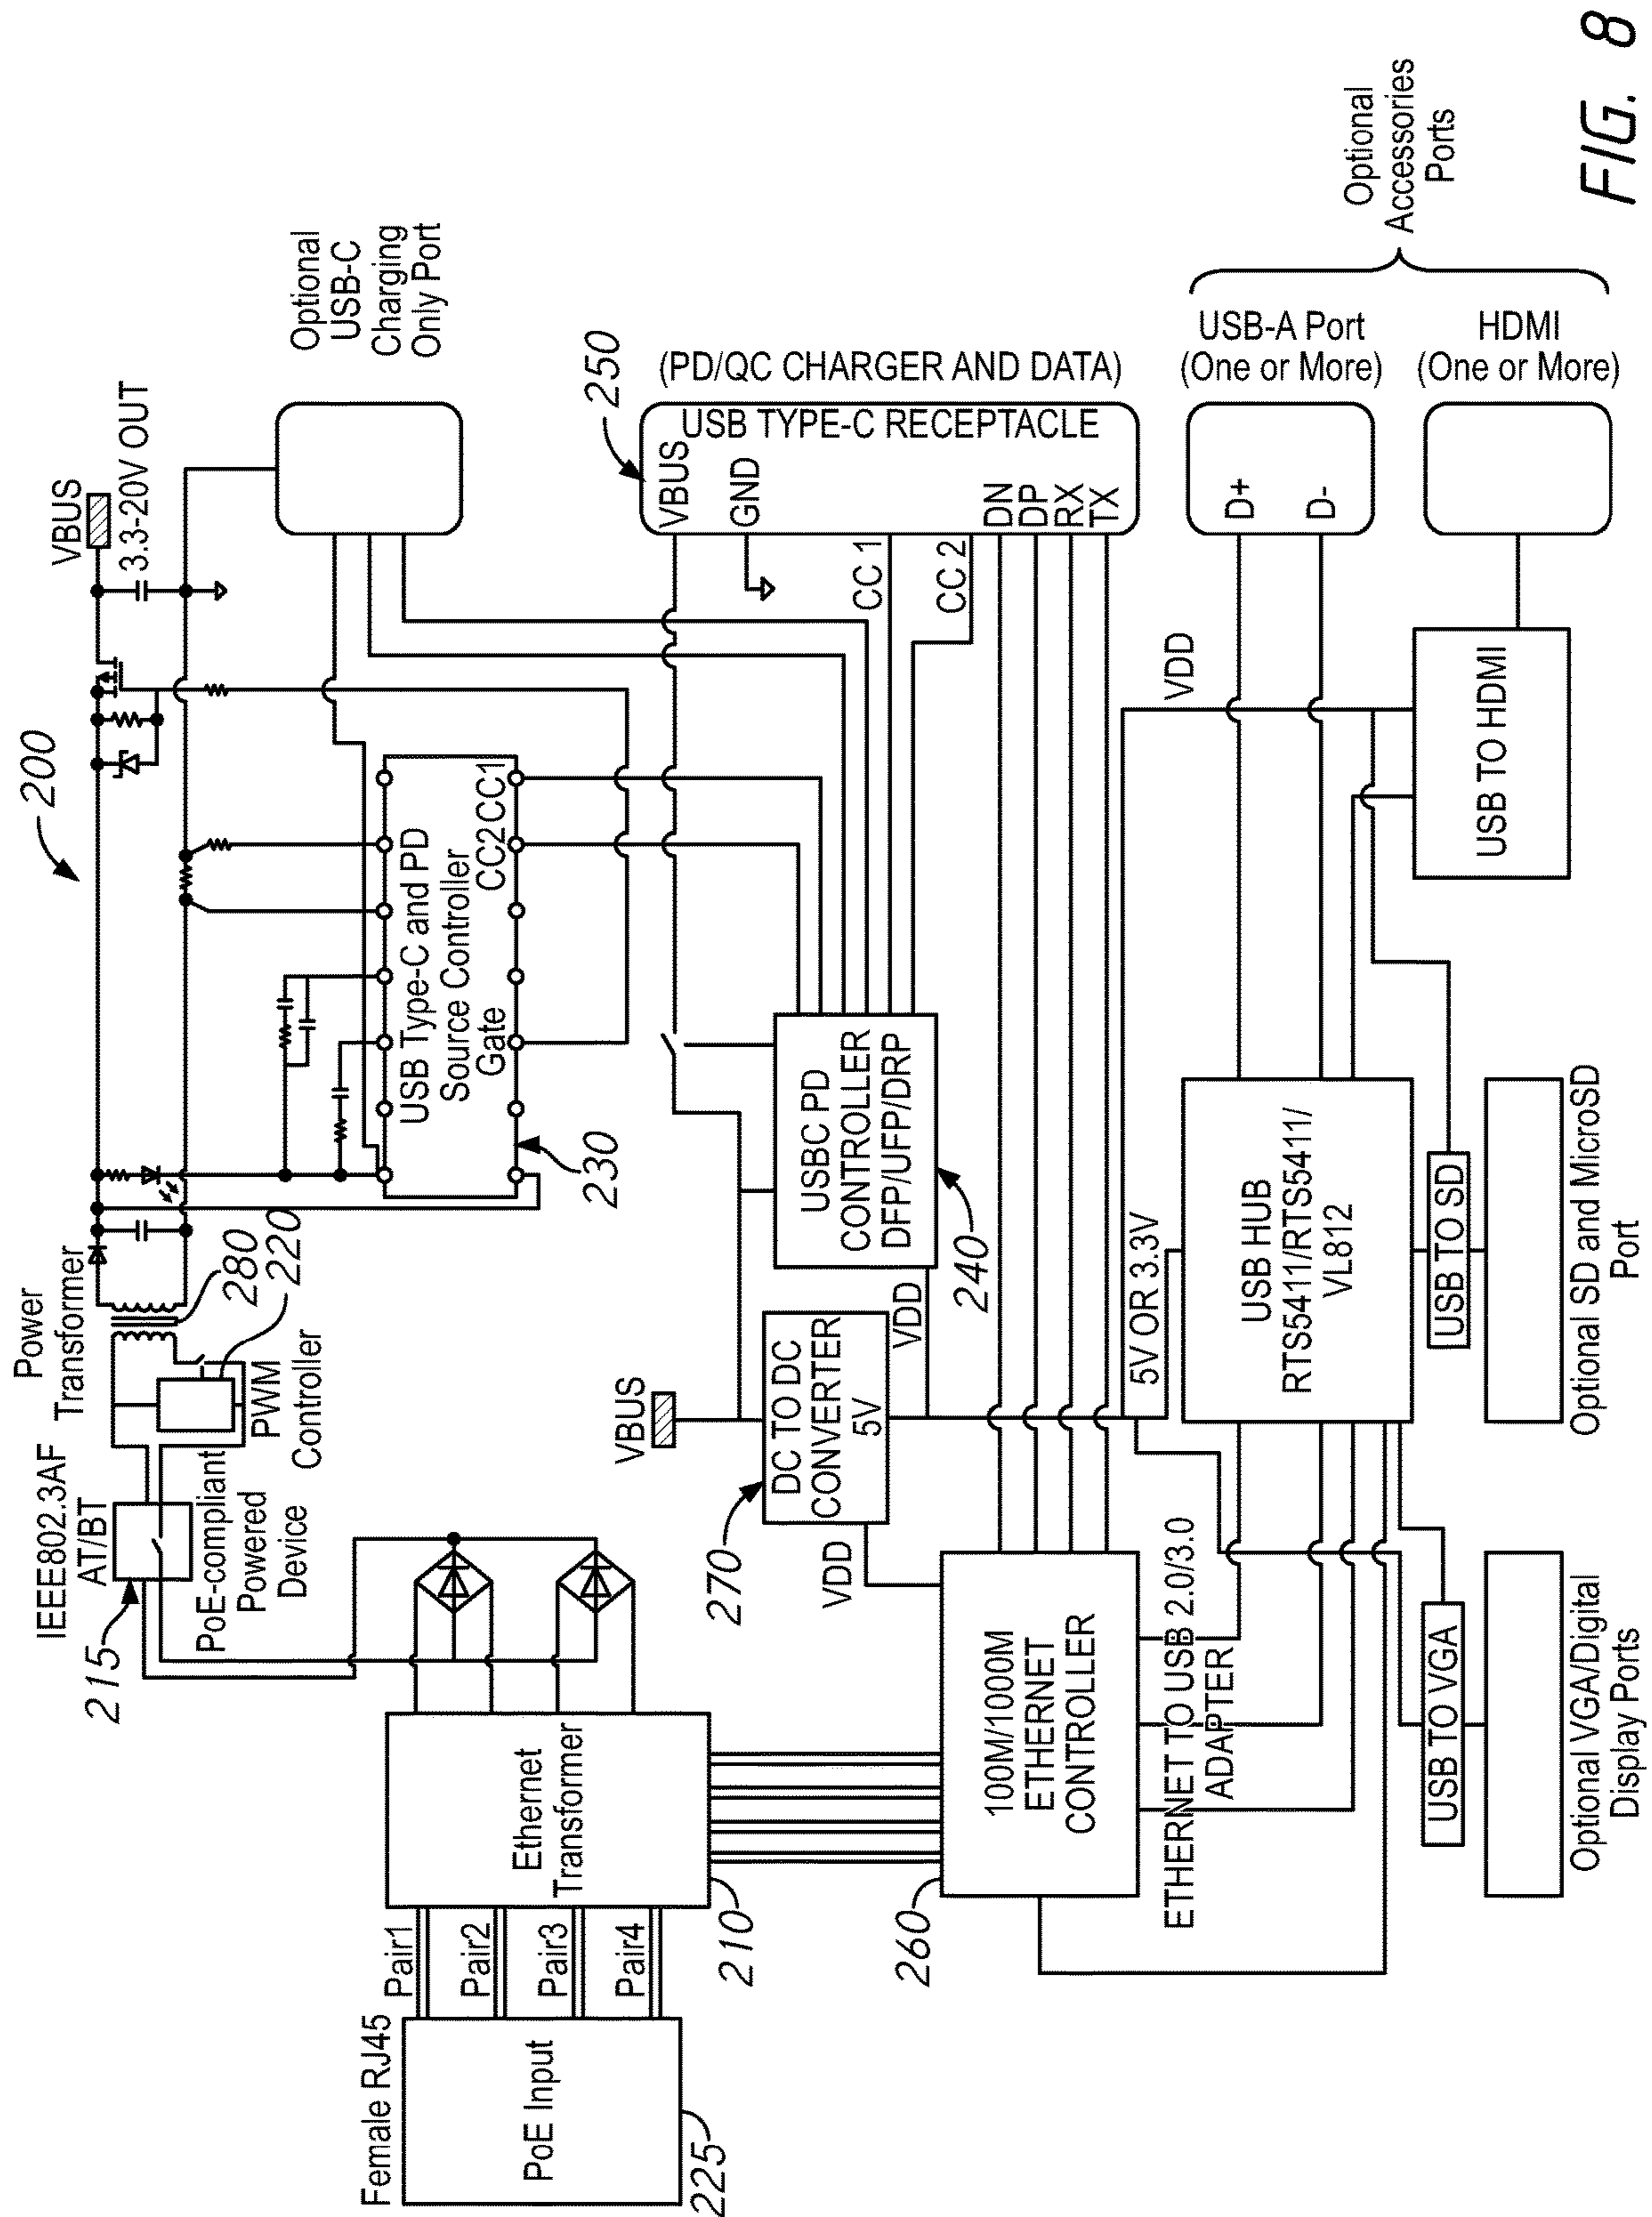 200
Power
Transformer
IEEE802.3AF
AT/BT
215
PoE-compliant
Powered
Device
PWM
Controller
280
220
VBUS
3.3-20V OUT
Optional
USB-C
Charging
Only Port
USB Type-C and PD
Source Controller
Gate
CC2
CC1
230
Female RJ45
PoE Input
225
Pair1
Pair2
Pair3
Pair4
Ethernet
Transformer
210
VBUS
DC TO DC
CONVERTER
5V
270
VDD
VDD
USBC PD
CONTROLLER
DFP/UFP/DRP
240
250
(PD/QC CHARGER AND DATA)
USB TYPE-C RECEPTACLE
VBUS
GND
CC 1
CC 2
DN
DP
RX
TX
100M/1000M
ETHERNET
CONTROLLER
260
ETHERNET TO USB 2.0/3.0
ADAPTER
5V OR 3.3V
VDD
USB HUB
RTS5411/RTS5411/
VL812
USB-A Port
(One or More)
D+
D-
HDMI
(One or More)
USB TO HDMI
Optional
Accessories
Ports
USB TO VGA
Optional VGA/Digital
Display Ports
USB TO SD
Optional SD and MicroSD
Port
FIG. 8